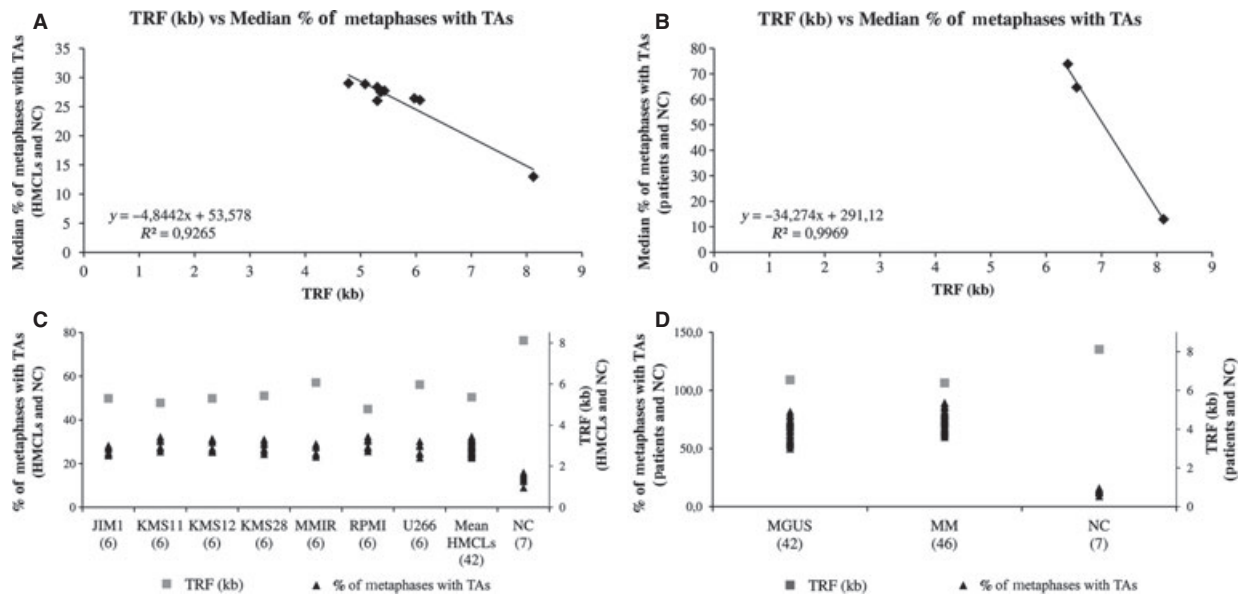 A
TRF (kb) vs Median % of metaphases with TAs
Median % of metaphases with TAs
(HMCLs and NC)
35
30
25
20
15
10
5
0
y = –4,8442x + 53,578
R² = 0,9265
0 1 2 3 4 5 6 7 8 9
TRF (kb)
B
TRF (kb) vs Median % of metaphases with TAs
Median % of metaphases with TAs
(patients and NC)
80
70
60
50
40
30
20
10
0
y = –34,274x + 291,12
R² = 0,9969
0 1 2 3 4 5 6 7 8 9
TRF (kb)
C
% of metaphases with TAs
(HMCLs and NC)
80
60
40
20
0
8
6
4
2
0
TRF (kb)
(HMCLs and NC)
JIM1 KMS11 KMS12 KMS28 MMIR RPMI U266 Mean NC
(6) (6) (6) (6) (6) (6) (6) HMCLs (7)
(42)
TRF (kb) % of metaphases with TAs
D
% of metaphases with TAs
(patients and NC)
150,0
100,0
50,0
0,0
8
6
4
2
0
TRF (kb)
(patients and NC)
MGUS MM NC
(42) (46) (7)
TRF (kb) % of metaphases with TAs